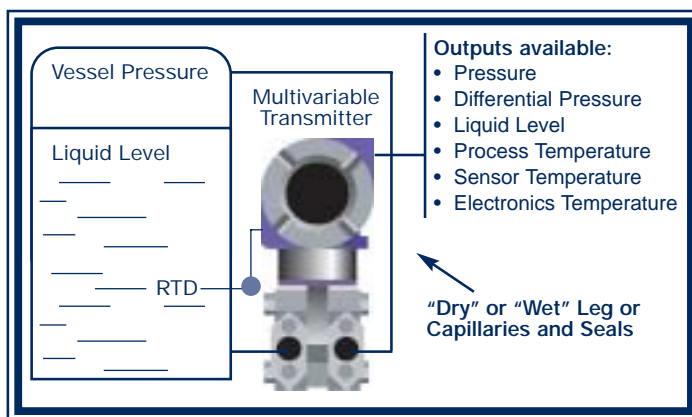 Vessel Pressure
Liquid Level
RTD
Multivariable
Transmitter
Outputs available:
• Pressure
• Differential Pressure
• Liquid Level
• Process Temperature
• Sensor Temperature
• Electronics Temperature
“Dry” or “Wet” Leg or
Capillaries and Seals